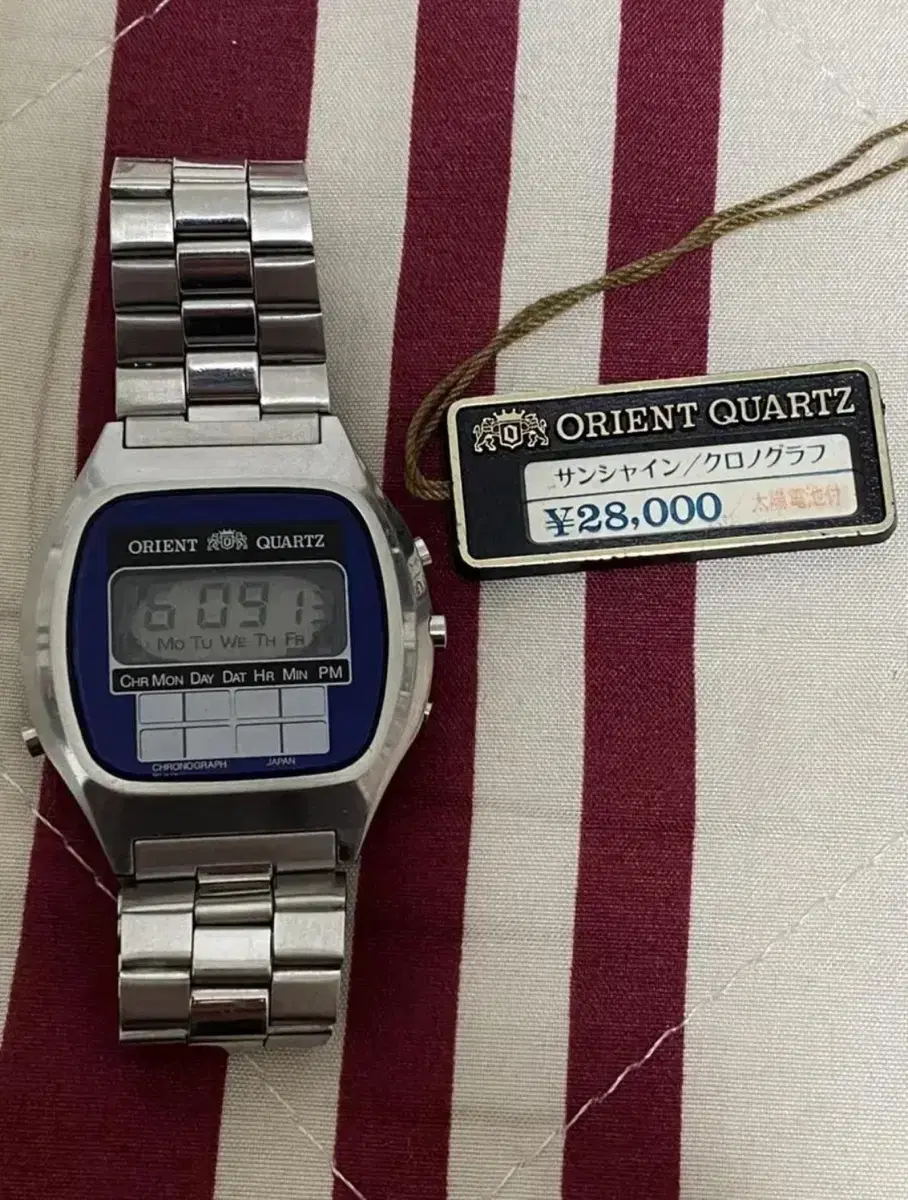 ORIENT QUARTZ
サンシャイン/クロノグラフ
¥28,000 太陽電池付
ORIENT QUARTZ
6 091
Mo Tu We Th Fr
Chr Mon Day Dat Hr Min PM
CHRONOGRAPH JAPAN